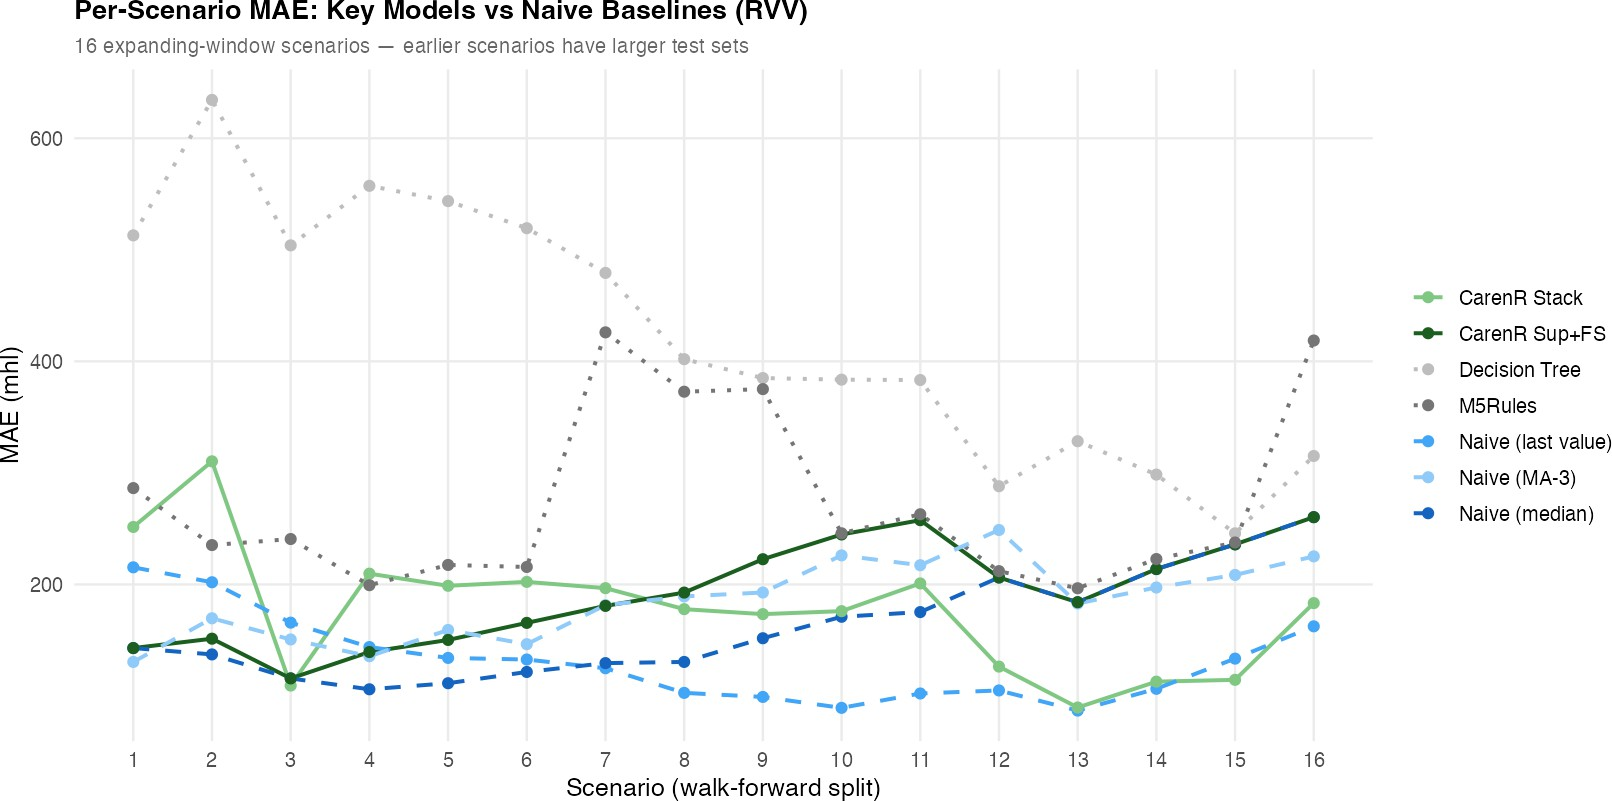 Per-Scenario MAE: Key Models vs Naive Baselines (RVV)
16 expanding-window scenarios — earlier scenarios have larger test sets
MAE (mhl)
600
400
200
1 2 3 4 5 6 7 8 9 10 11 12 13 14 15 16
Scenario (walk-forward split)
CarenR Stack
CarenR Sup+FS
Decision Tree
M5Rules
Naive (last value)
Naive (MA-3)
Naive (median)